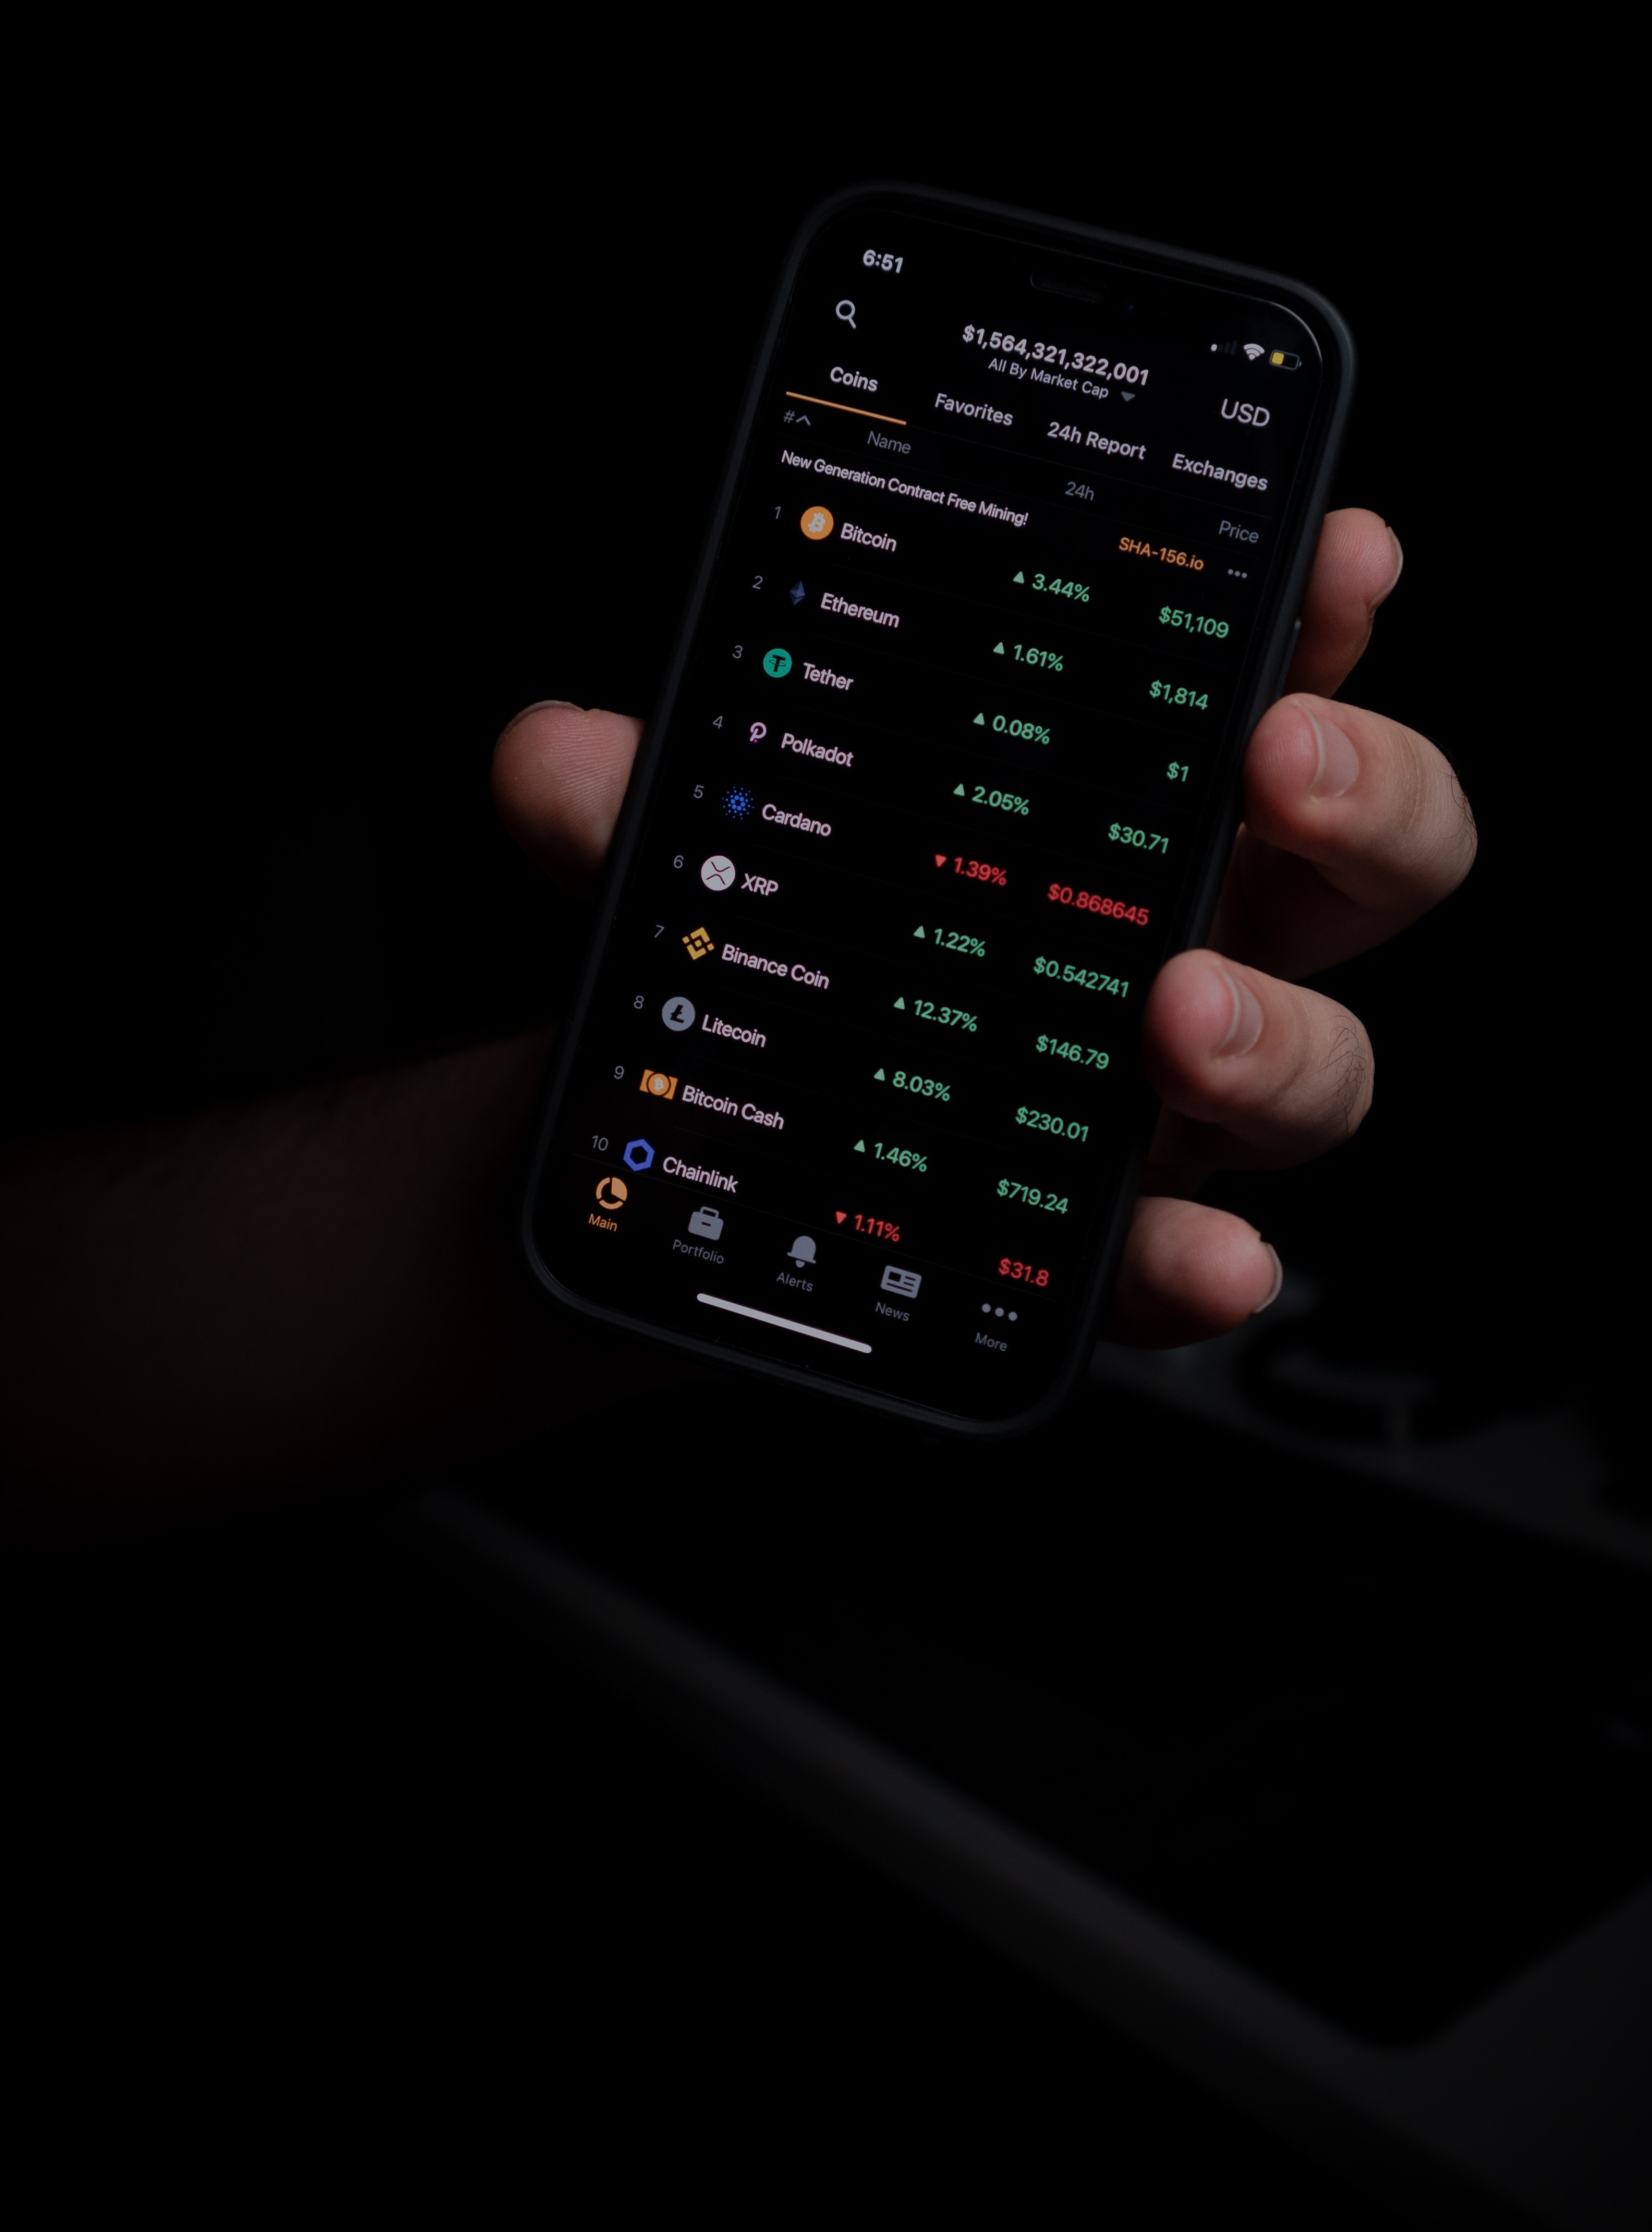 6:51
$1,564,321,322,001
All By Market Cap
USD
Coins Favorites 24h Report Exchanges
# Name 24h Price
New Generation Contract Free Mining! SHA-156.io
1 Bitcoin 3.44% $51,109
2 Ethereum 1.61% $1,814
3 Tether 0.08% $1
4 Polkadot 2.05% $30.71
5 Cardano 1.39% $0.868645
6 XRP 1.22% $0.542741
7 Binance Coin 12.37% $146.79
8 Litecoin 8.03% $230.01
9 Bitcoin Cash 1.46% $719.24
10 Chainlink 1.11% $31.8
Main Portfolio Alerts News More